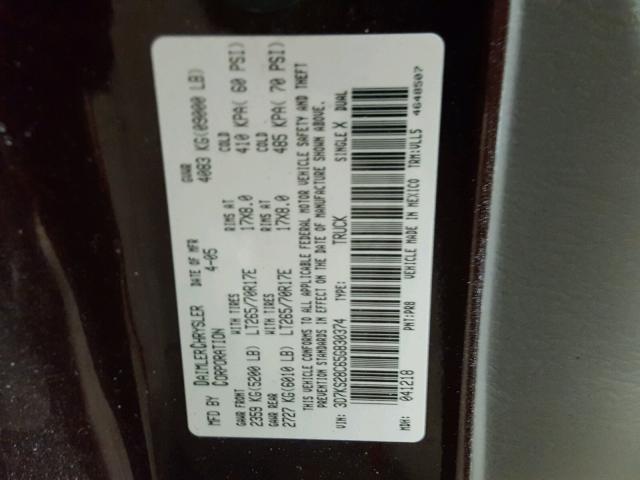 MFD BY DAIMLERCHRYSLER CORPORATION DATE OF MFR 4-05 GVWR 4083 KG(09000 LB)
GAWR FRONT WITH TIRES RIMS AT COLD
2359 KG(5200 LB) LT265/70R17E 17X8.0 410 KPA( 60 PSI)
GAWR REAR WITH TIRES RIMS AT COLD
2727 KG(6010 LB) LT265/70R17E 17X8.0 485 KPA( 70 PSI)
THIS VEHICLE CONFORMS TO ALL APPLICABLE FEDERAL MOTOR VEHICLE SAFETY AND THEFT
PREVENTION STANDARDS IN EFFECT ON THE DATE OF MANUFACTURE SHOWN ABOVE.
VIN: 3D7KS28C65G830374 TYPE: TRUCK SINGLE X DUAL
MDH: 041218 PNT:PR8 VEHICLE MADE IN MEXICO TRM:VLL5 4648507